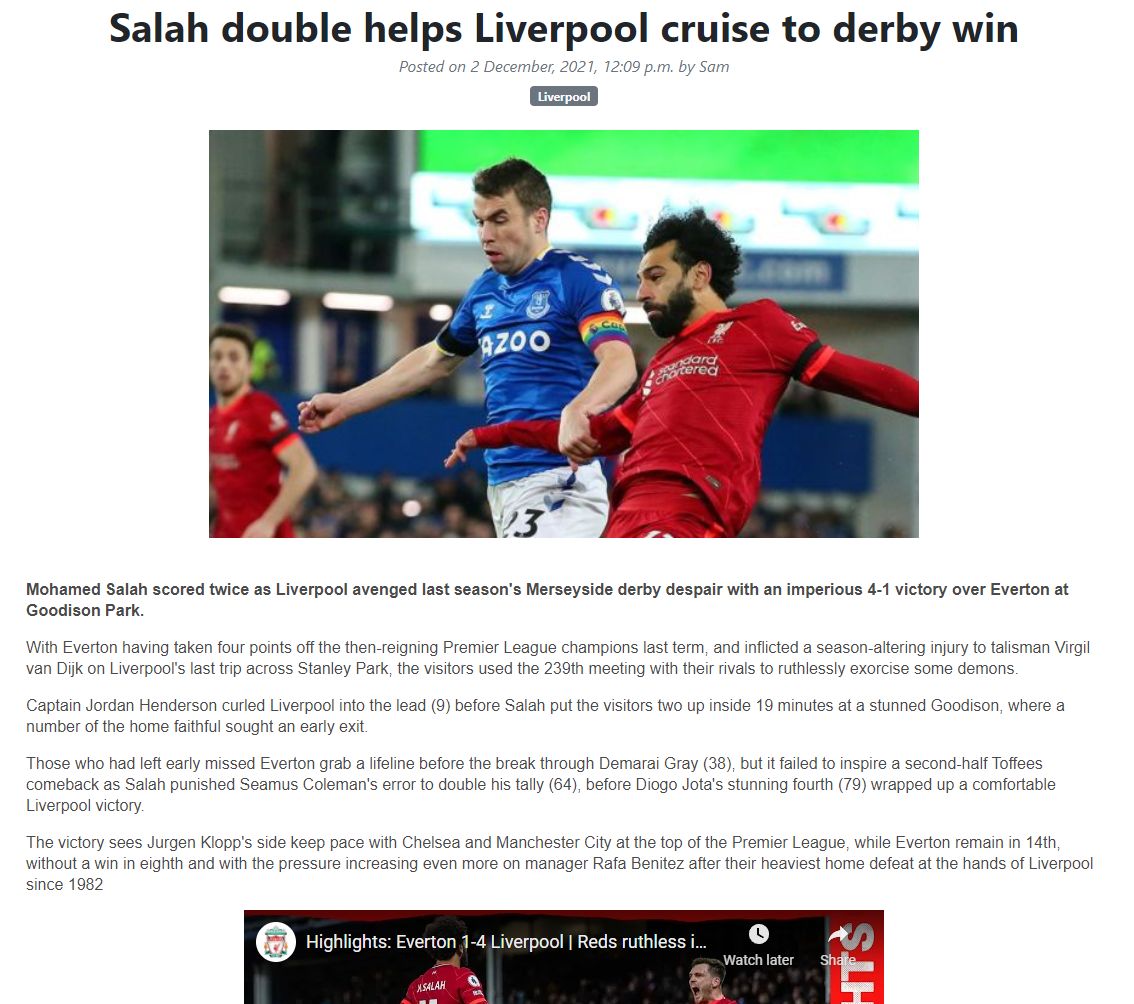 Salah double helps Liverpool cruise to derby win
Posted on 2 December, 2021, 12:09 p.m. by Sam
Liverpool
.com
AZOO
standard
chartered
23
Mohamed Salah scored twice as Liverpool avenged last season's Merseyside derby despair with an imperious 4-1 victory over Everton at
Goodison Park.
With Everton having taken four points off the then-reigning Premier League champions last term, and inflicted a season-altering injury to talisman Virgil
van Dijk on Liverpool's last trip across Stanley Park, the visitors used the 239th meeting with their rivals to ruthlessly exorcise some demons.
Captain Jordan Henderson curled Liverpool into the lead (9) before Salah put the visitors two up inside 19 minutes at a stunned Goodison, where a
number of the home faithful sought an early exit.
Those who had left early missed Everton grab a lifeline before the break through Demarai Gray (38), but it failed to inspire a second-half Toffees
comeback as Salah punished Seamus Coleman's error to double his tally (64), before Diogo Jota's stunning fourth (79) wrapped up a comfortable
Liverpool victory.
The victory sees Jurgen Klopp's side keep pace with Chelsea and Manchester City at the top of the Premier League, while Everton remain in 14th,
without a win in eighth and with the pressure increasing even more on manager Rafa Benitez after their heaviest home defeat at the hands of Liverpool
since 1982
Highlights: Everton 1-4 Liverpool | Reds ruthless i...
Watch later
Share
M.SALAH
HTS